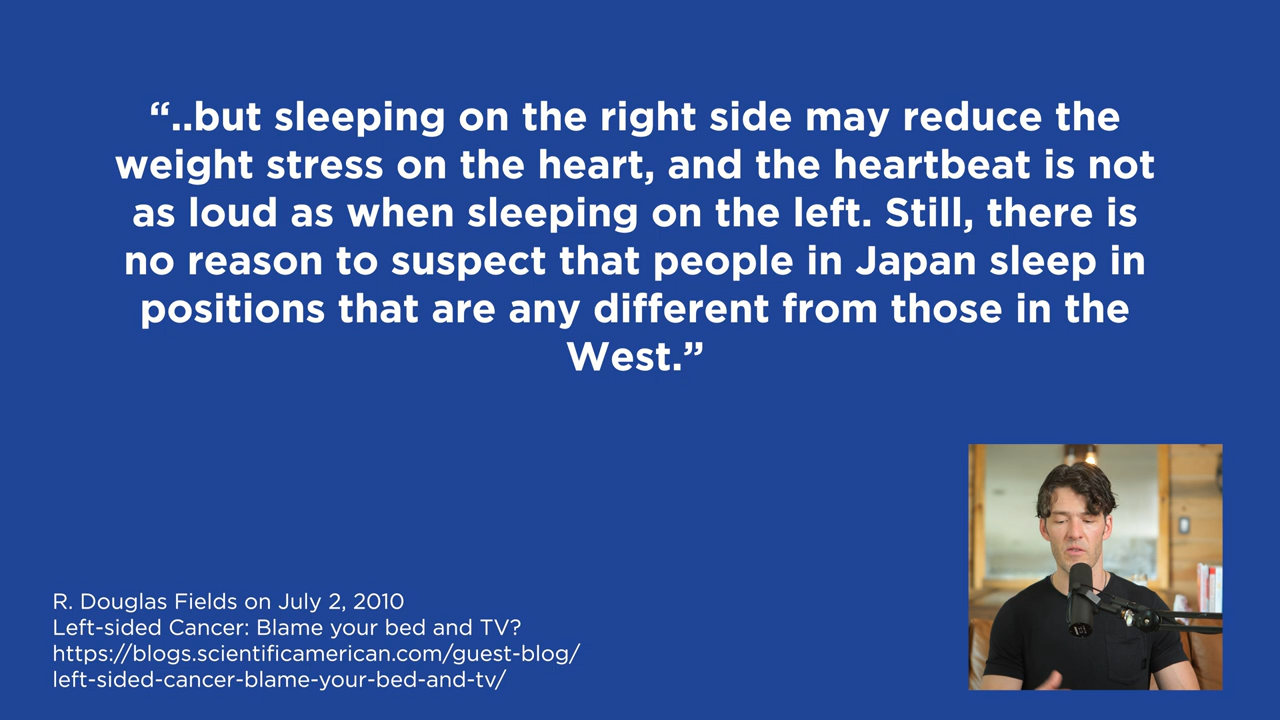 “..but sleeping on the right side may reduce the
weight stress on the heart, and the heartbeat is not
as loud as when sleeping on the left. Still, there is
no reason to suspect that people in Japan sleep in
positions that are any different from those in the
West.”
R. Douglas Fields on July 2, 2010
Left-sided Cancer: Blame your bed and TV?
https://blogs.scientificamerican.com/guest-blog/
left-sided-cancer-blame-your-bed-and-tv/